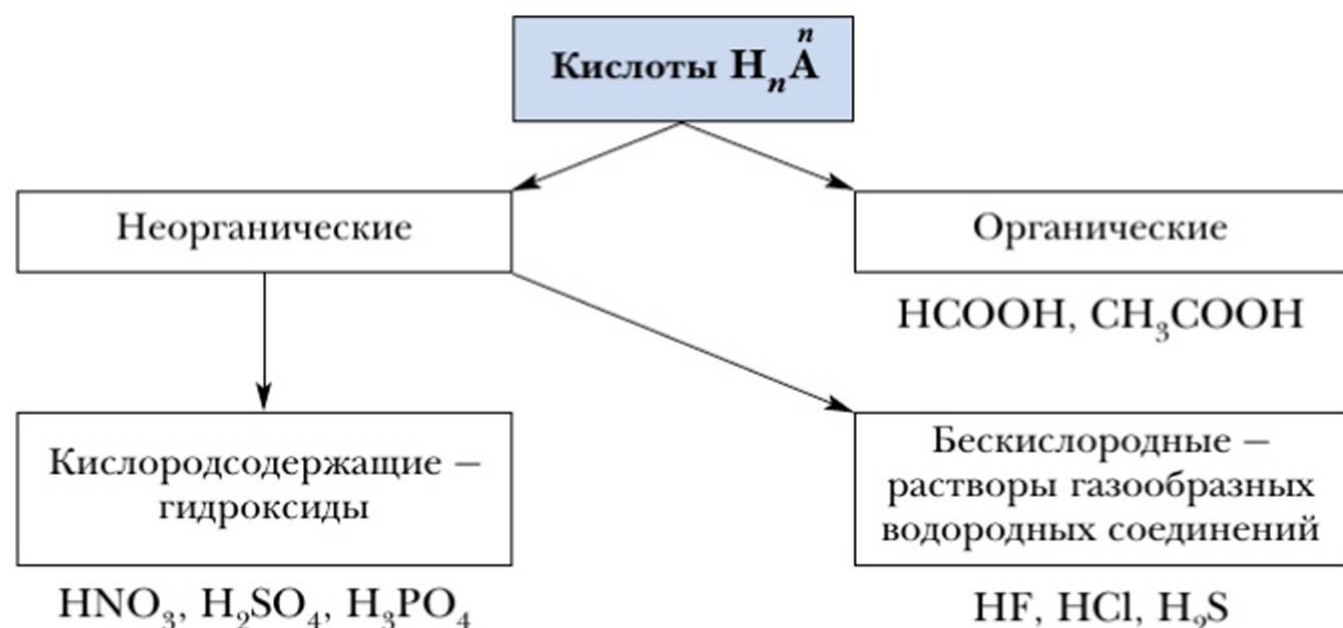 Кислоты HₙAⁿ
Неорганические
Органические
HCOOH, CH₃COOH
Кислородсодержащие —
гидроксиды
Бескислородные —
растворы газообразных
водородных соединений
HNO₃, H₂SO₄, H₃PO₄
HF, HCl, H₂S